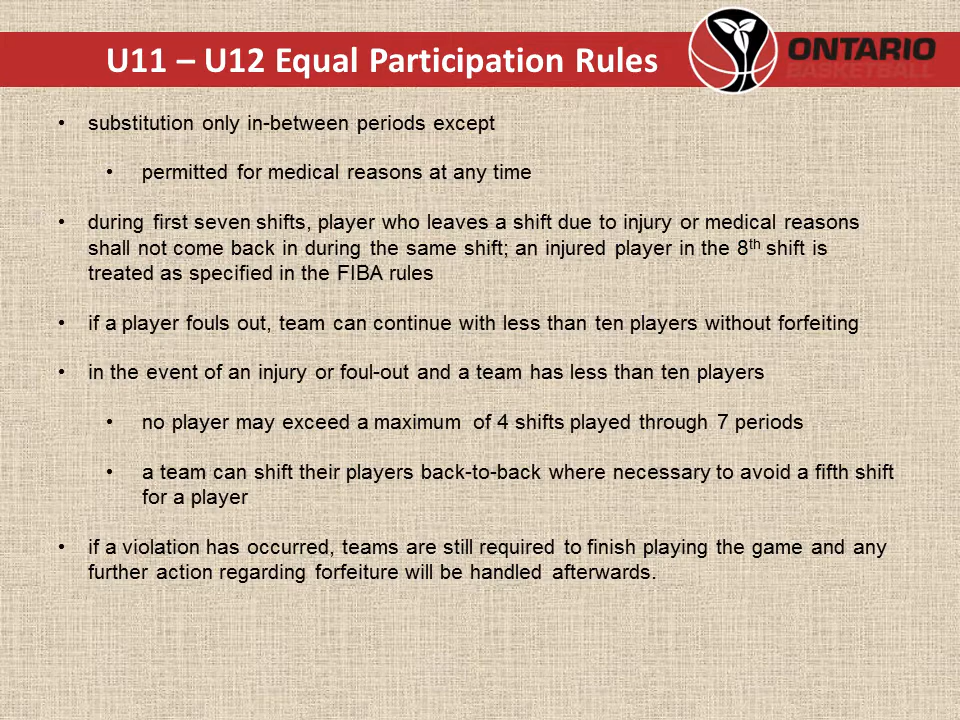 U11 – U12 Equal Participation Rules
ONTARIO
BASKETBALL
• substitution only in-between periods except
• permitted for medical reasons at any time
• during first seven shifts, player who leaves a shift due to injury or medical reasons
shall not come back in during the same shift; an injured player in the 8th shift is
treated as specified in the FIBA rules
• if a player fouls out, team can continue with less than ten players without forfeiting
• in the event of an injury or foul-out and a team has less than ten players
• no player may exceed a maximum of 4 shifts played through 7 periods
• a team can shift their players back-to-back where necessary to avoid a fifth shift
for a player
• if a violation has occurred, teams are still required to finish playing the game and any
further action regarding forfeiture will be handled afterwards.